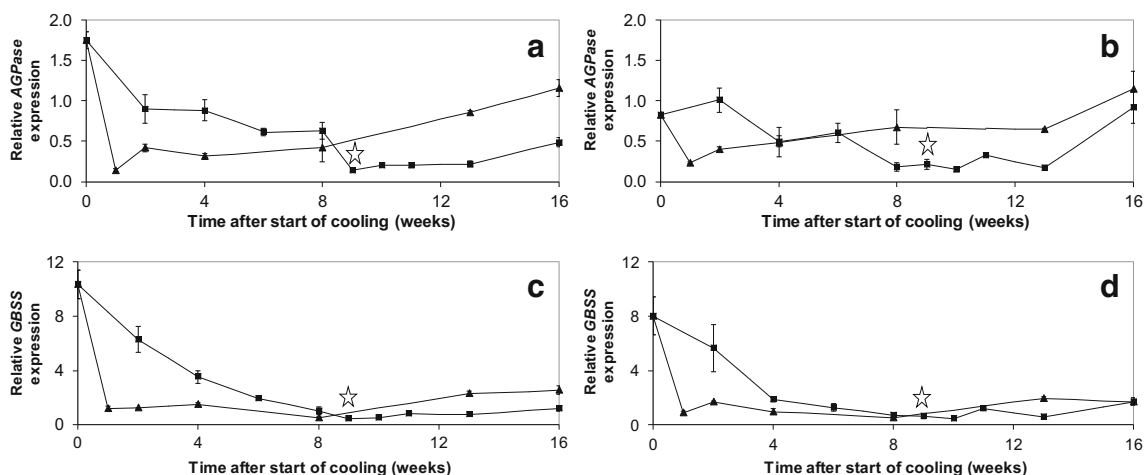 2.0
1.5
1.0
0.5
0.0
Relative AGPase
expression
a
0 4 8 12 16
Time after start of cooling (weeks)
2.0
1.5
1.0
0.5
0.0
Relative AGPase
expression
b
0 4 8 12 16
Time after start of cooling (weeks)
12
8
4
0
Relative GBSS
expression
c
0 4 8 12 16
Time after start of cooling (weeks)
12
8
4
0
Relative GBSS
expression
d
0 4 8 12 16
Time after start of cooling (weeks)